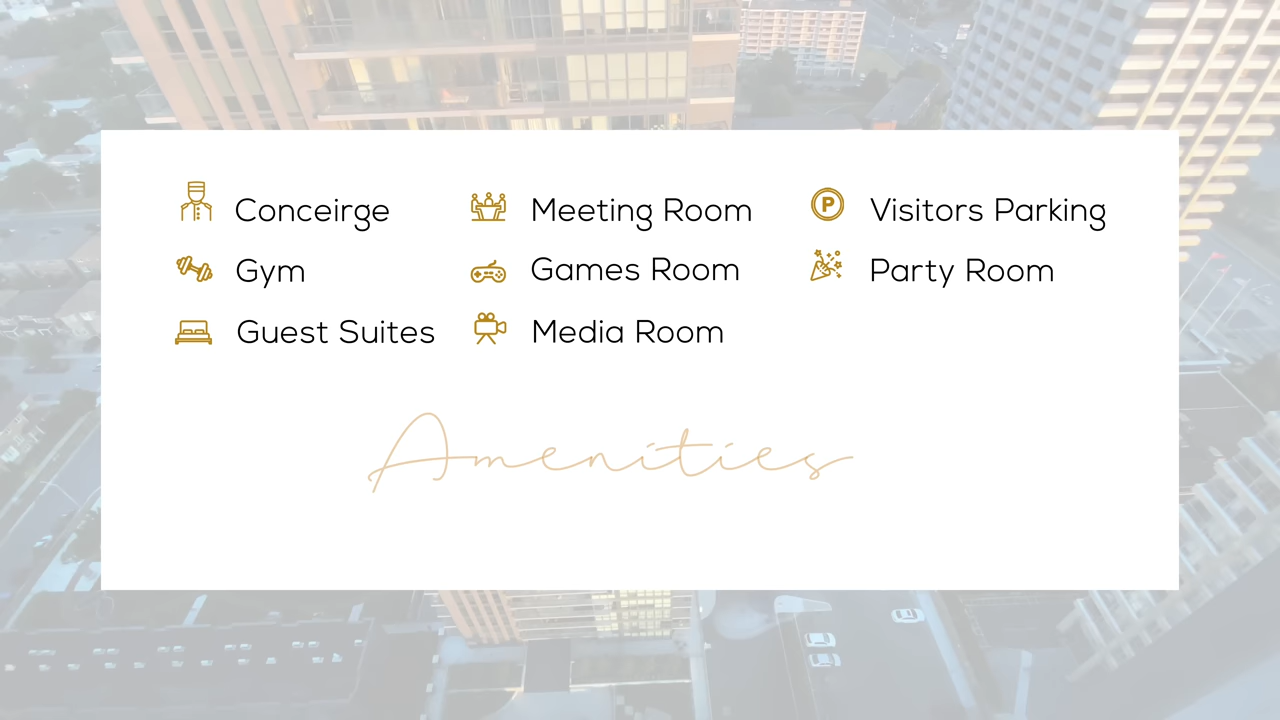 Conceirge
Gym
Guest Suites
Meeting Room
Games Room
Media Room
P
Visitors Parking
Party Room
Amenities